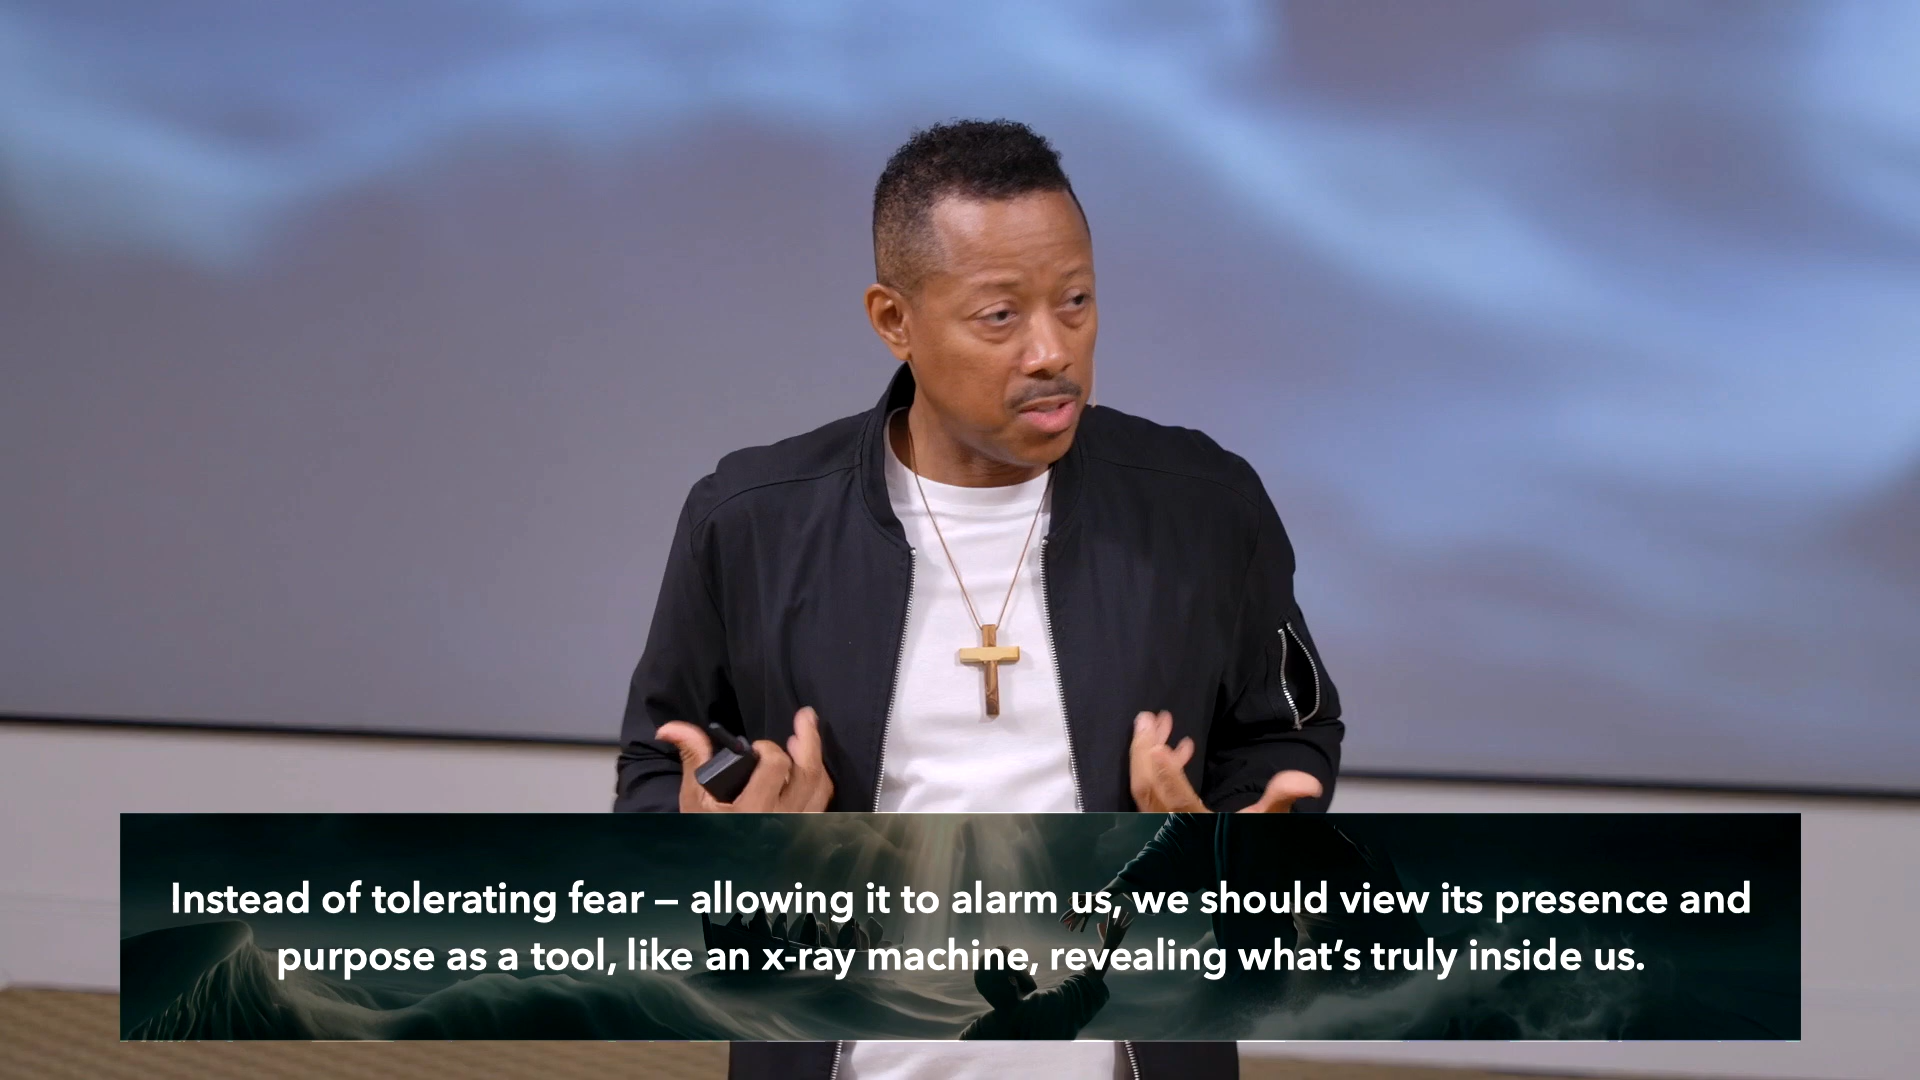 Instead of tolerating fear – allowing it to alarm us, we should view its presence and
purpose as a tool, like an x-ray machine, revealing what’s truly inside us.